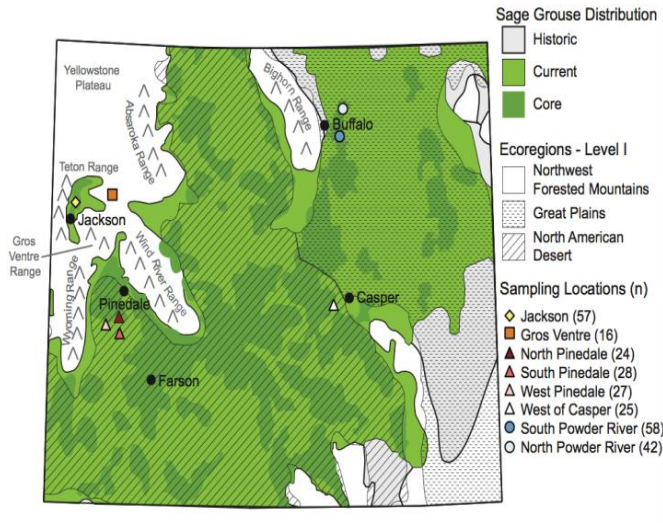 Yellowstone
Plateau
Absaroka Range
Bighorn Range
Buffalo
Teton Range
Jackson
Gros
Ventre
Range
Wind River Range
Wyoming Range
Pinedale
Casper
Farson
Sage Grouse Distribution
Historic
Current
Core
Ecoregions - Level I
Northwest
Forested Mountains
Great Plains
North American
Desert
Sampling Locations (n)
Jackson (57)
Gros Ventre (16)
North Pinedale (24)
South Pinedale (28)
West Pinedale (27)
West of Casper (25)
South Powder River (58)
North Powder River (42)